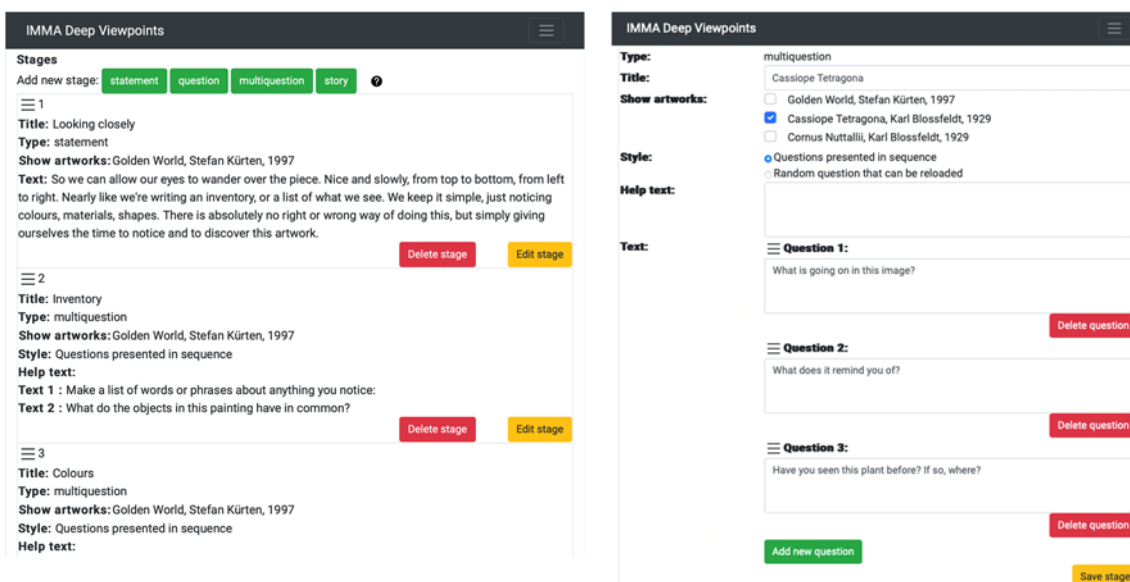 IMMA Deep Viewpoints
Stages
Add new stage: statement question multiquestion story ?
1
Title: Looking closely
Type: statement
Show artworks: Golden World, Stefan Kürten, 1997
Text: So we can allow our eyes to wander over the piece. Nice and slowly, from top to bottom, from left
to right. Nearly like we're writing an inventory, or a list of what we see. We keep it simple, just noticing
colours, materials, shapes. There is absolutely no right or wrong way of doing this, but simply giving
ourselves the time to notice and to discover this artwork.
Delete stage Edit stage
2
Title: Inventory
Type: multiquestion
Show artworks: Golden World, Stefan Kürten, 1997
Style: Questions presented in sequence
Help text:
Text 1 : Make a list of words or phrases about anything you notice:
Text 2 : What do the objects in this painting have in common?
Delete stage Edit stage
3
Title: Colours
Type: multiquestion
Show artworks: Golden World, Stefan Kürten, 1997
Style: Questions presented in sequence
Help text:
IMMA Deep Viewpoints
Type: multiquestion
Title: Cassiope Tetragona
Show artworks: Golden World, Stefan Kürten, 1997
Cassiope Tetragona, Karl Blossfeldt, 1929
Cornus Nuttallii, Karl Blossfeldt, 1929
Style: Questions presented in sequence
Random question that can be reloaded
Help text:
Text: Question 1:
What is going on in this image?
Delete question
Question 2:
What does it remind you of?
Delete question
Question 3:
Have you seen this plant before? If so, where?
Delete question
Add new question
Save stage